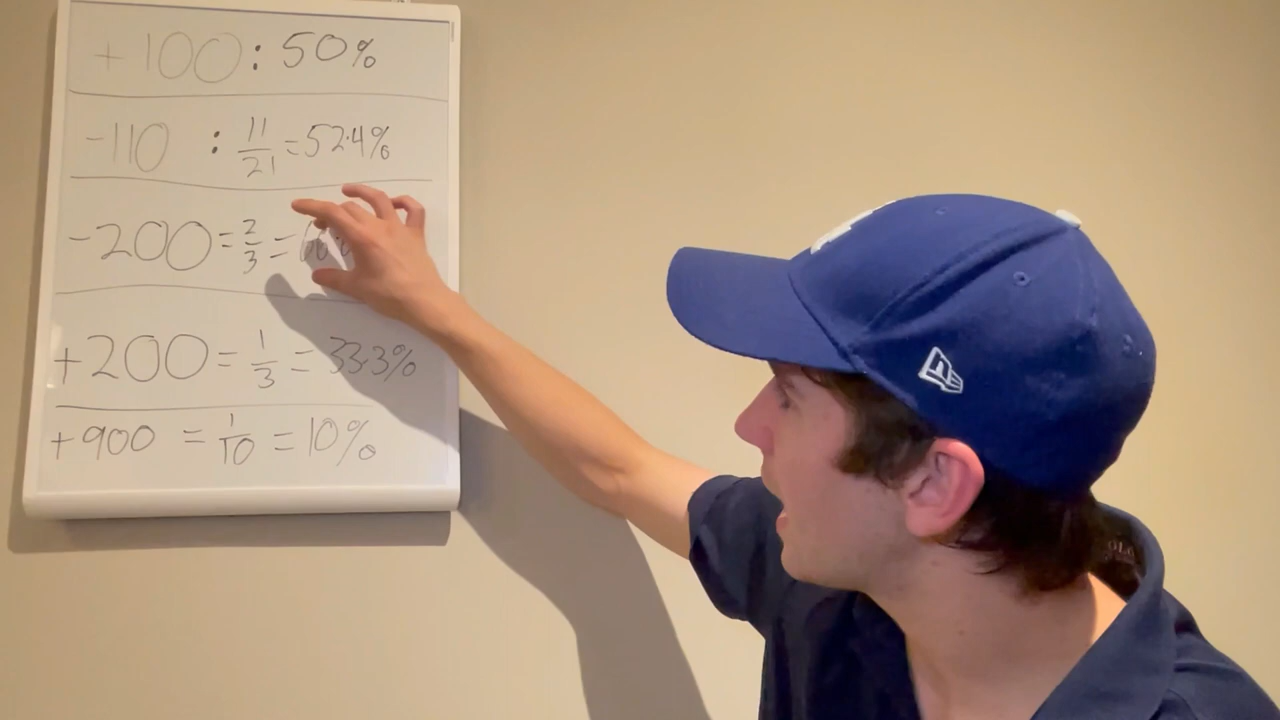 +100 : 50%
-110 : 11/21 = 52.4%
-200 = 2/3 =
+200 = 1/3 = 33.3%
+900 = 1/10 = 10%